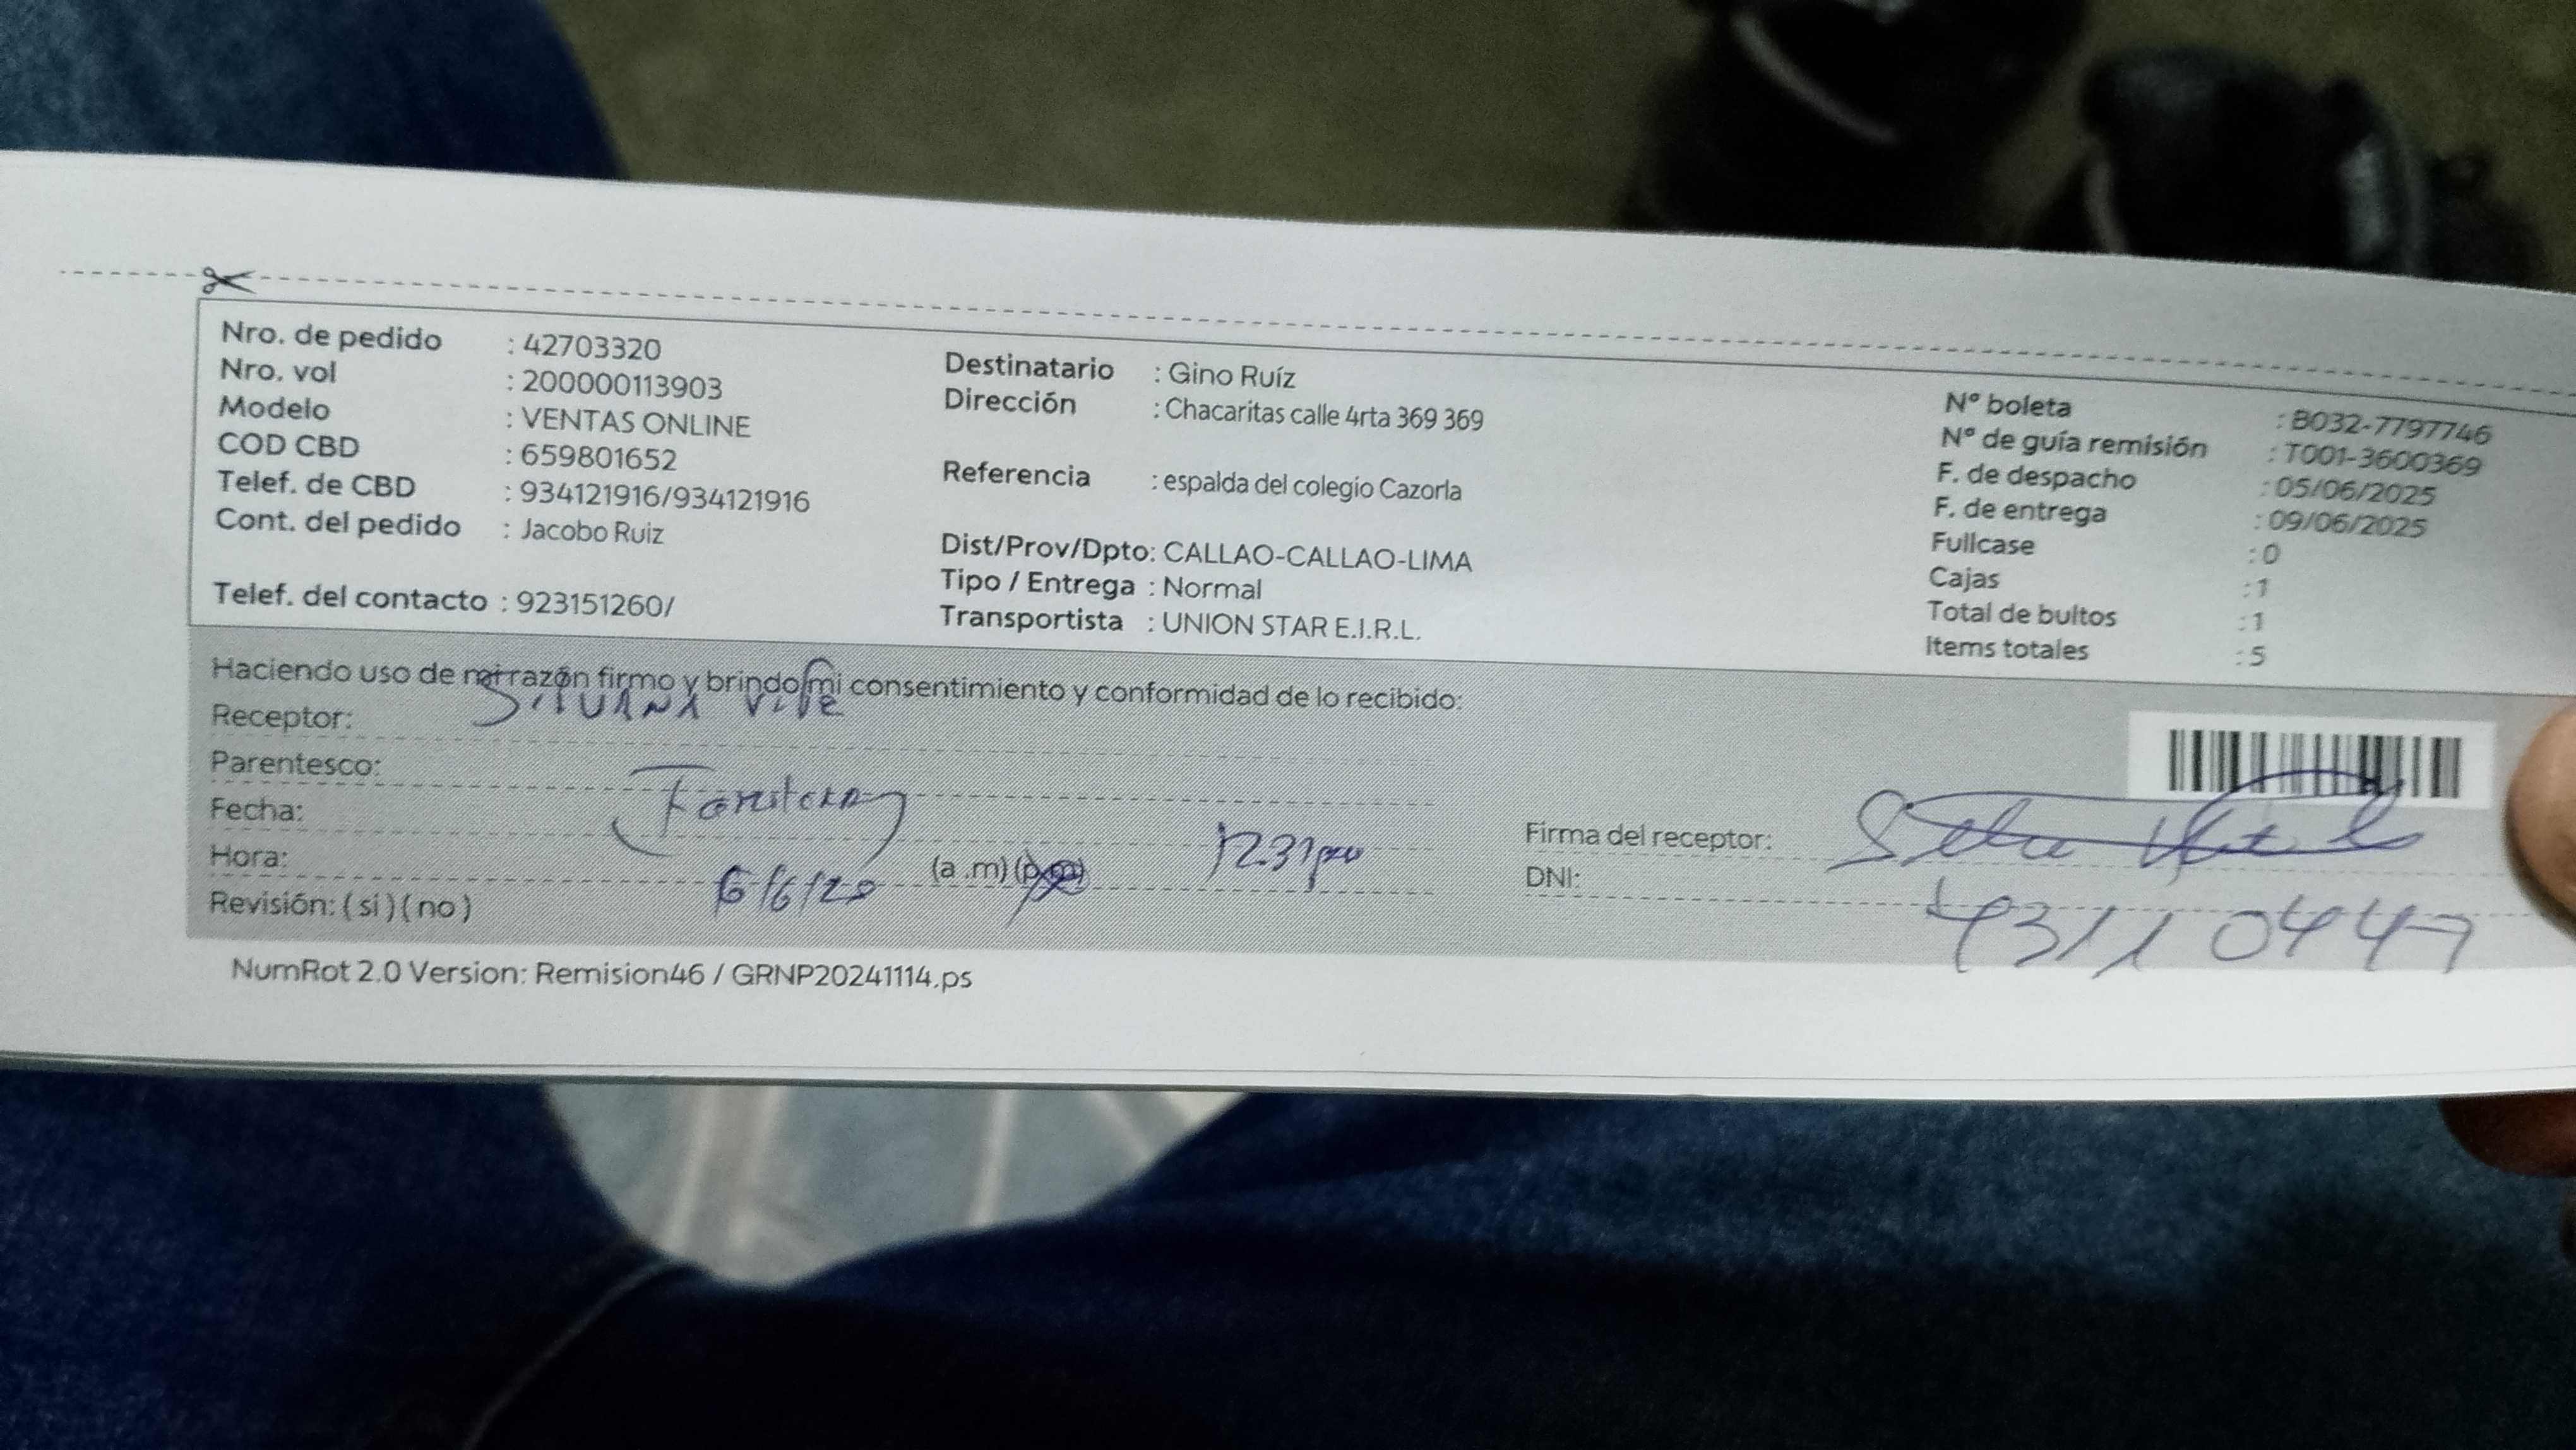 Nro. de pedido : 42703320
Nro. vol : 200000113903
Modelo : VENTAS ONLINE
COD CBD : 659801652
Telef. de CBD : 934121916/934121916
Cont. del pedido : Jacobo Ruiz
Telef. del contacto : 923151260/
Destinatario : Gino Ruíz
Dirección : Chacaritas calle 4rta 369 369
Referencia : espalda del colegio Cazorla
Dist/Prov/Dpto: CALLAO-CALLAO-LIMA
Tipo / Entrega : Normal
Transportista : UNION STAR E.I.R.L.
N° boleta : B032-7797746
N° de guía remisión : T001-3600369
F. de despacho : 05/06/2025
F. de entrega : 09/06/2025
Fullcase : 0
Cajas : 1
Total de bultos : 1
Items totales : 5
Haciendo uso de mi razón firmo y brindo mi consentimiento y conformidad de lo recibido:
Receptor: SILVANA
Parentesco:
Fecha:
Hora: (a .m) (p.m) 12.31 pm
Revisión: ( si ) ( no )
Firma del receptor:
DNI: 43110447
NumRot 2.0 Version: Remision46 / GRNP20241114.ps